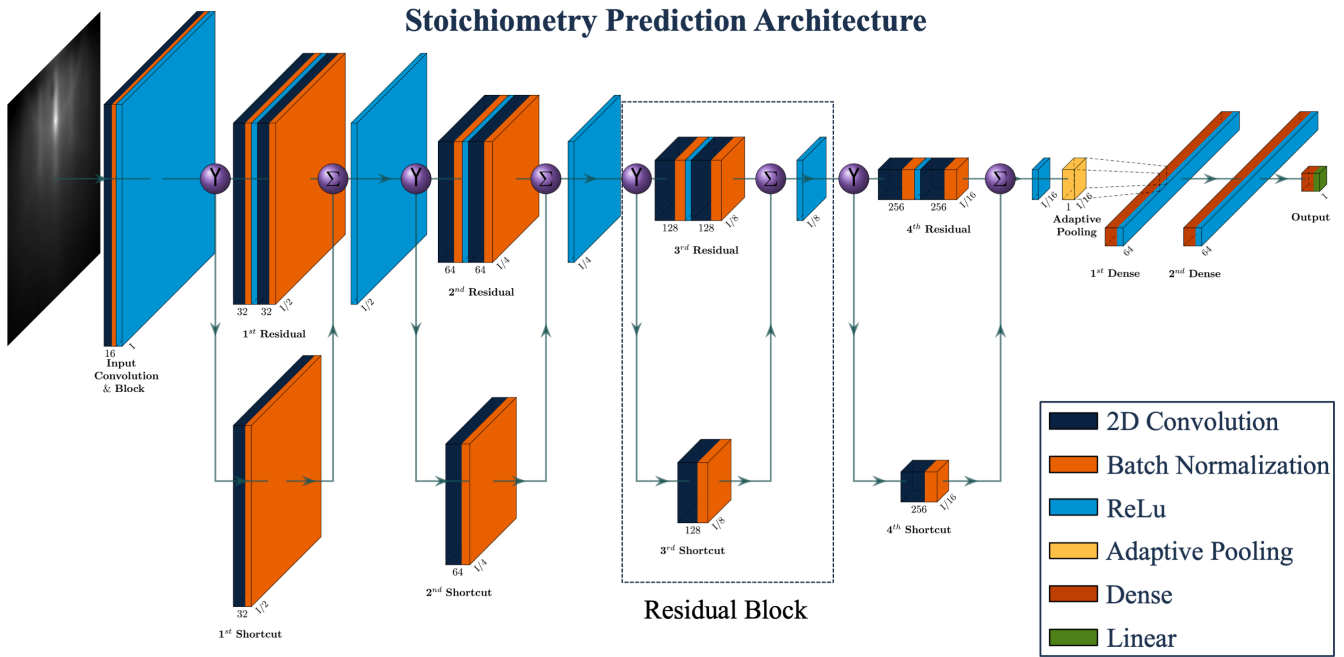 Stoichiometry Prediction Architecture
16
1
Input
Convolution
& Block
Y
32
32
1/2
1st Residual
Σ
32
1/2
1st Shortcut
1/2
Y
64
64
1/4
2nd Residual
Σ
64
1/4
2nd Shortcut
1/4
Y
128
128
1/8
3rd Residual
Σ
128
1/8
3rd Shortcut
1/8
Residual Block
Y
256
256
1/16
4th Residual
Σ
256
1/16
4th Shortcut
1/16
1
1/16
Adaptive
Pooling
64
1st Dense
64
2nd Dense
1
Output
2D Convolution
Batch Normalization
ReLu
Adaptive Pooling
Dense
Linear